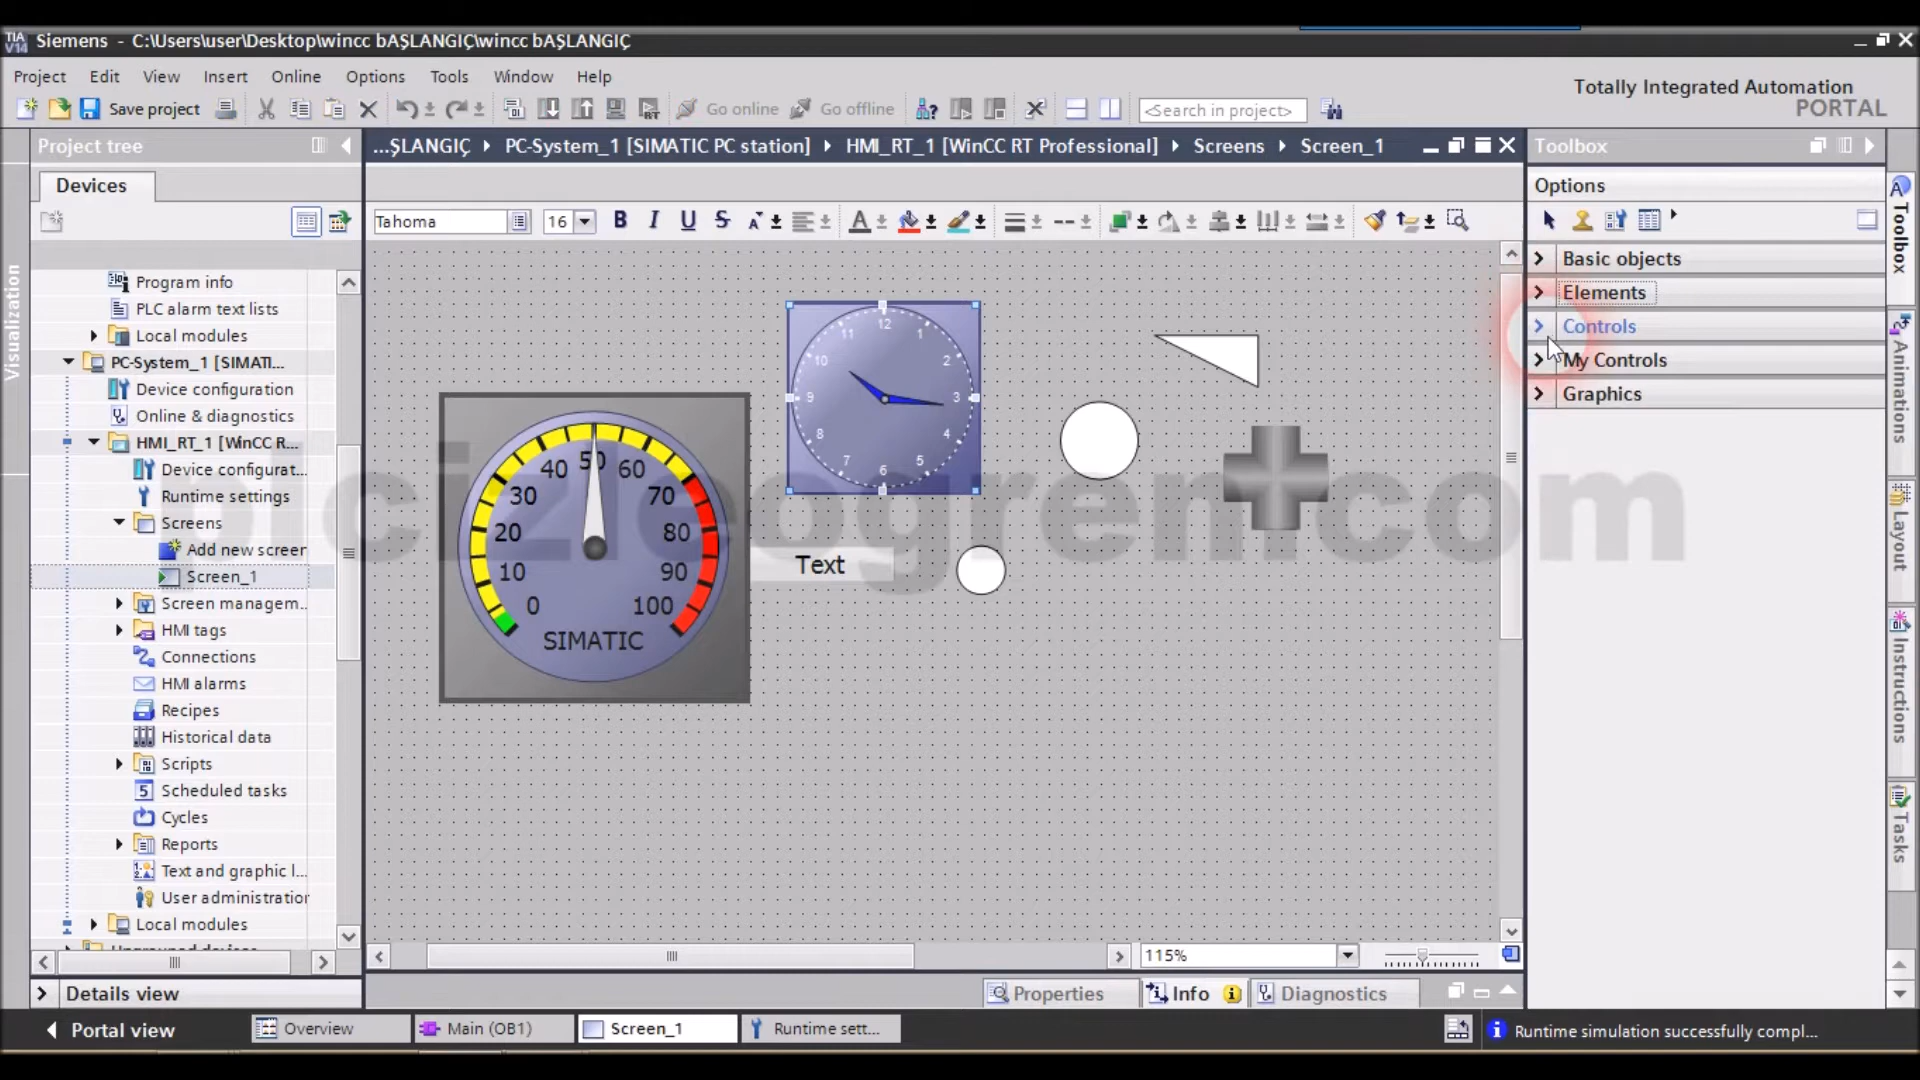 TIA V14 Siemens - C:\Users\user\Desktop\wincc bAŞLANGIÇ\wincc bAŞLANGIÇ
Project Edit View Insert Online Options Tools Window Help
Totally Integrated Automation
PORTAL
Save project Go online Go offline <Search in project>
Project tree
...ŞLANGIÇ PC-System_1 [SIMATIC PC station] HMI_RT_1 [WinCC RT Professional] Screens Screen_1
Toolbox
Devices
Options
Tahoma 16 B I U S
Visualization
Program info
PLC alarm text lists
Local modules
PC-System_1 [SIMATI...
Device configuration
Online & diagnostics
HMI_RT_1 [WinCC R...
Device configurat...
Runtime settings
Screens
Add new screen
Screen_1
Screen managem...
HMI tags
Connections
HMI alarms
Recipes
Historical data
Scripts
Scheduled tasks
Cycles
Reports
Text and graphic l...
User administration
Local modules
Details view
12
1
2
3
4
5
6
7
8
9
10
11
0
10
20
30
40
50
60
70
80
90
100
SIMATIC
Text
plcizleogren.com
Basic objects
Elements
Controls
My Controls
Graphics
Toolbox
Animations
Layout
Instructions
Tasks
115%
Properties Info Diagnostics
Portal view Overview Main (OB1) Screen_1 Runtime sett... Runtime simulation successfully compl...